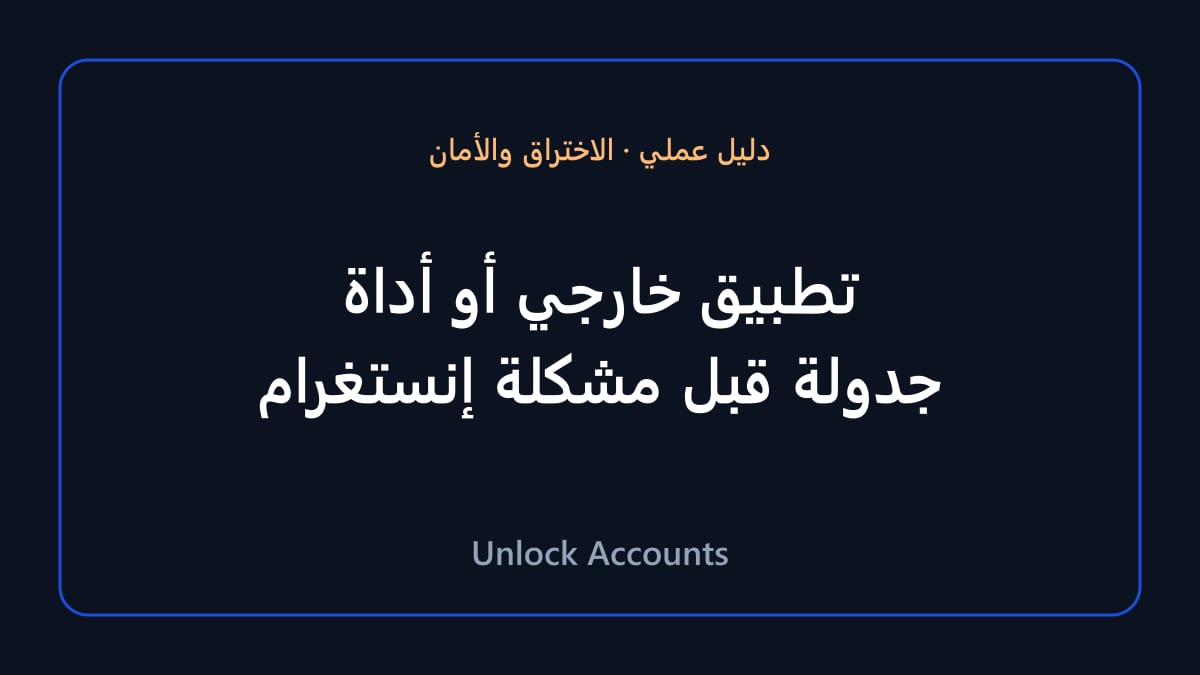 دليل عملي · الاختراق والأمان
تطبيق خارجي أو أداة
جدولة قبل مشكلة إنستغرام
Unlock Accounts